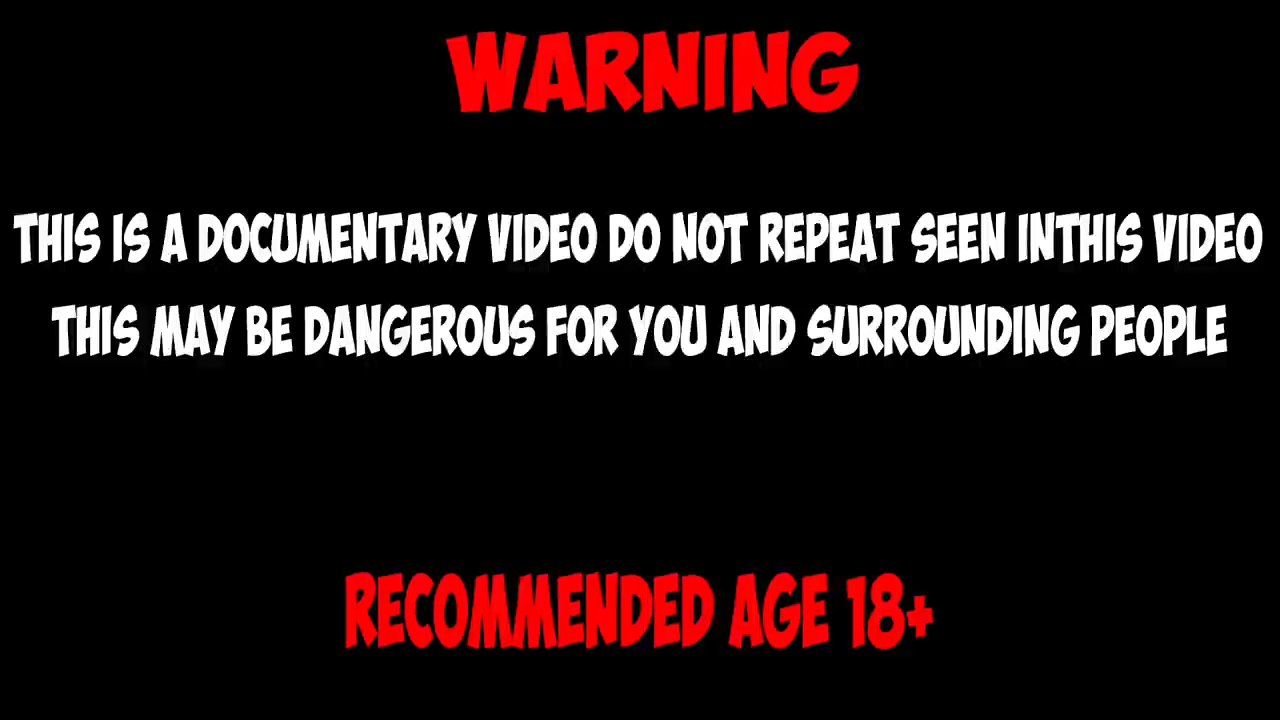 WARNING
THIS IS A DOCUMENTARY VIDEO DO NOT REPEAT SEEN INTHIS VIDEO
THIS MAY BE DANGEROUS FOR YOU AND SURROUNDING PEOPLE
RECOMMENDED AGE 18+